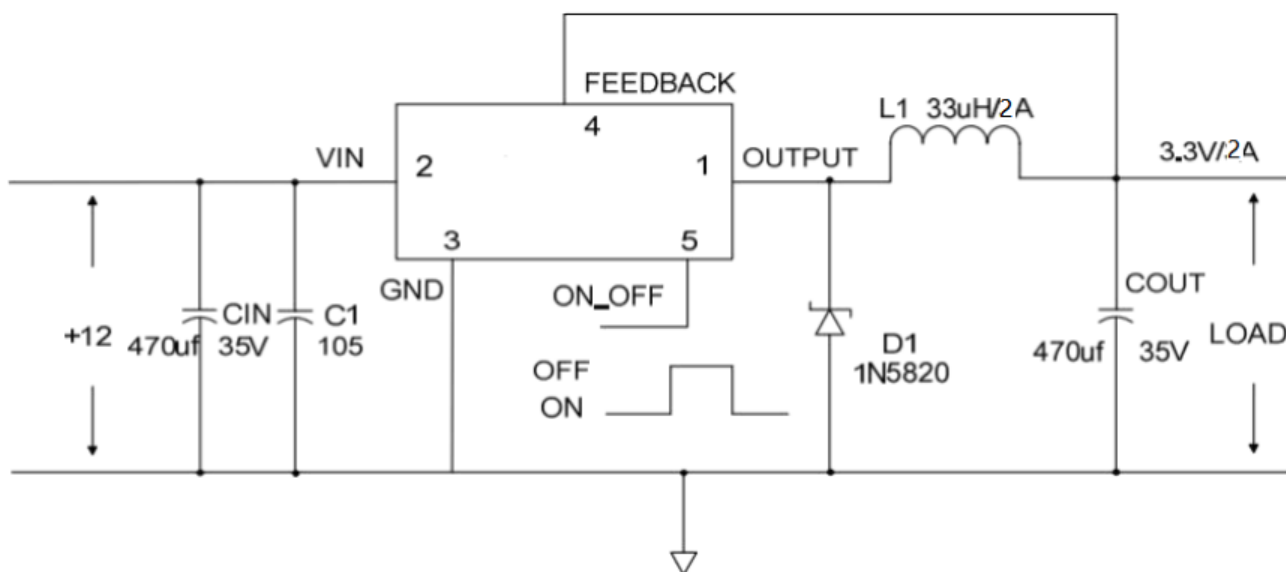 FEEDBACK
4
L1 33uH/2A
VIN
2
1
OUTPUT
3.3V/2A
3
5
GND
ON_OFF
+12
CIN
470uf 35V
C1
105
OFF
ON
D1
1N5820
COUT
470uf 35V
LOAD